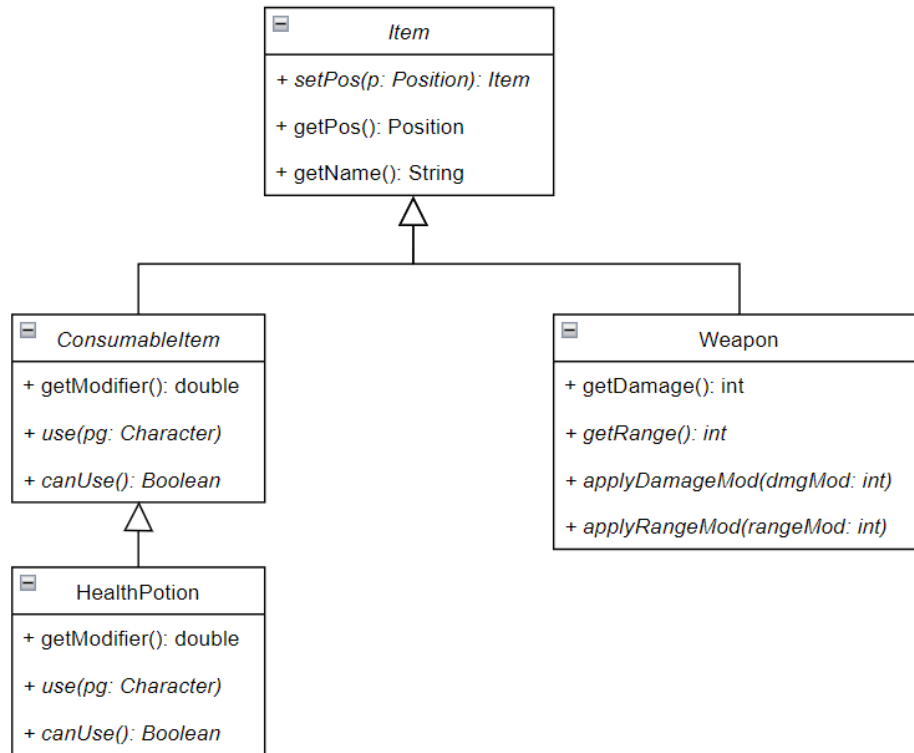 Item
+ setPos(p: Position): Item
+ getPos(): Position
+ getName(): String
ConsumableItem
+ getModifier(): double
+ use(pg: Character)
+ canUse(): Boolean
Weapon
+ getDamage(): int
+ getRange(): int
+ applyDamageMod(dmgMod: int)
+ applyRangeMod(rangeMod: int)
HealthPotion
+ getModifier(): double
+ use(pg: Character)
+ canUse(): Boolean